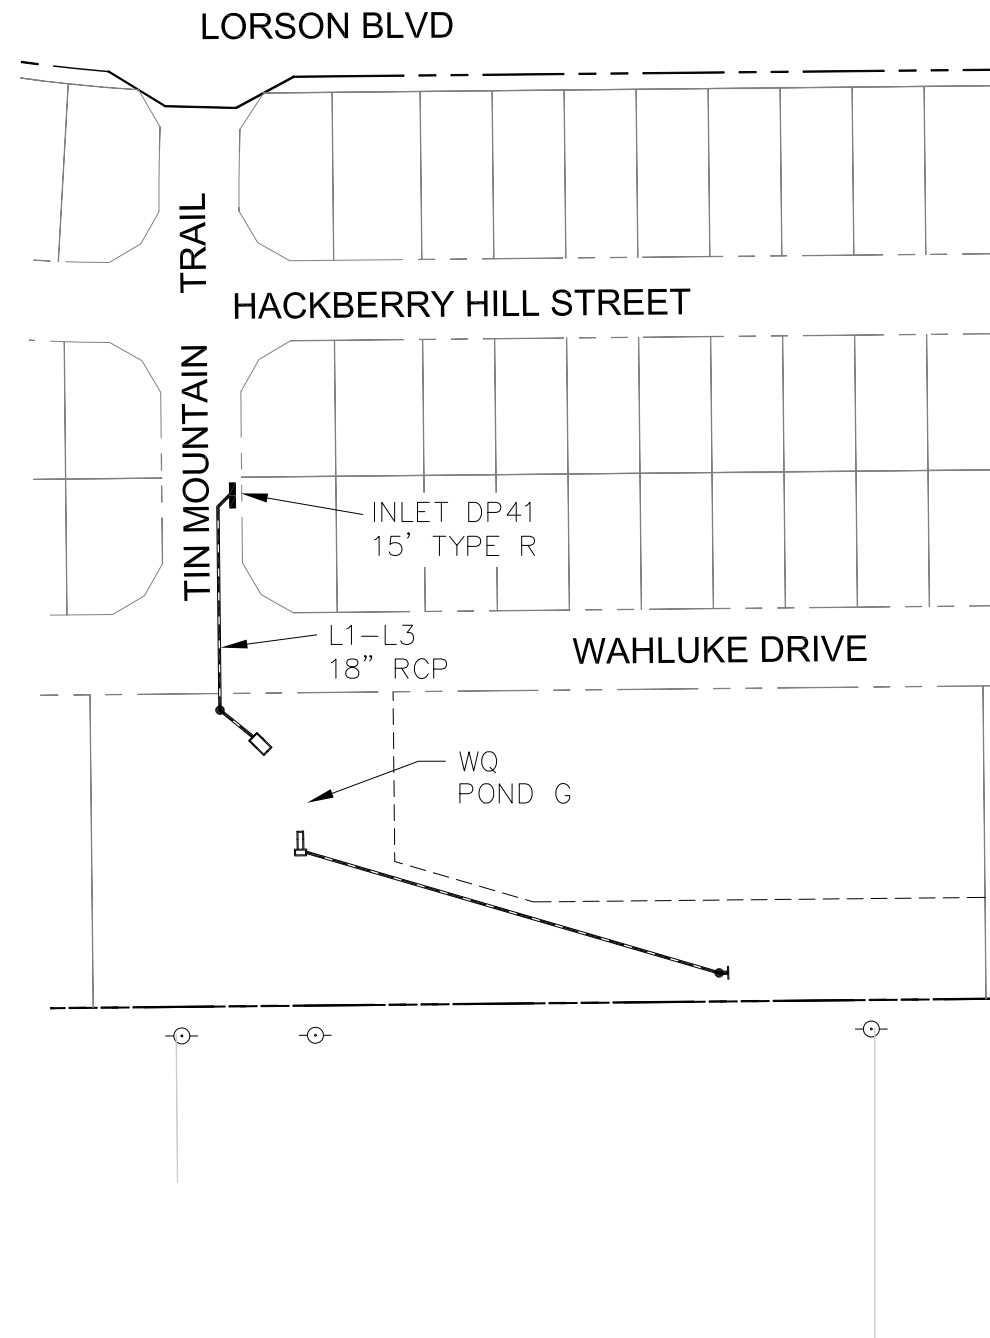 LORSON BLVD
TIN MOUNTAIN TRAIL
HACKBERRY HILL STREET
INLET DP41
15' TYPE R
L1-L3
18" RCP
WAHLUKE DRIVE
WQ
POND G